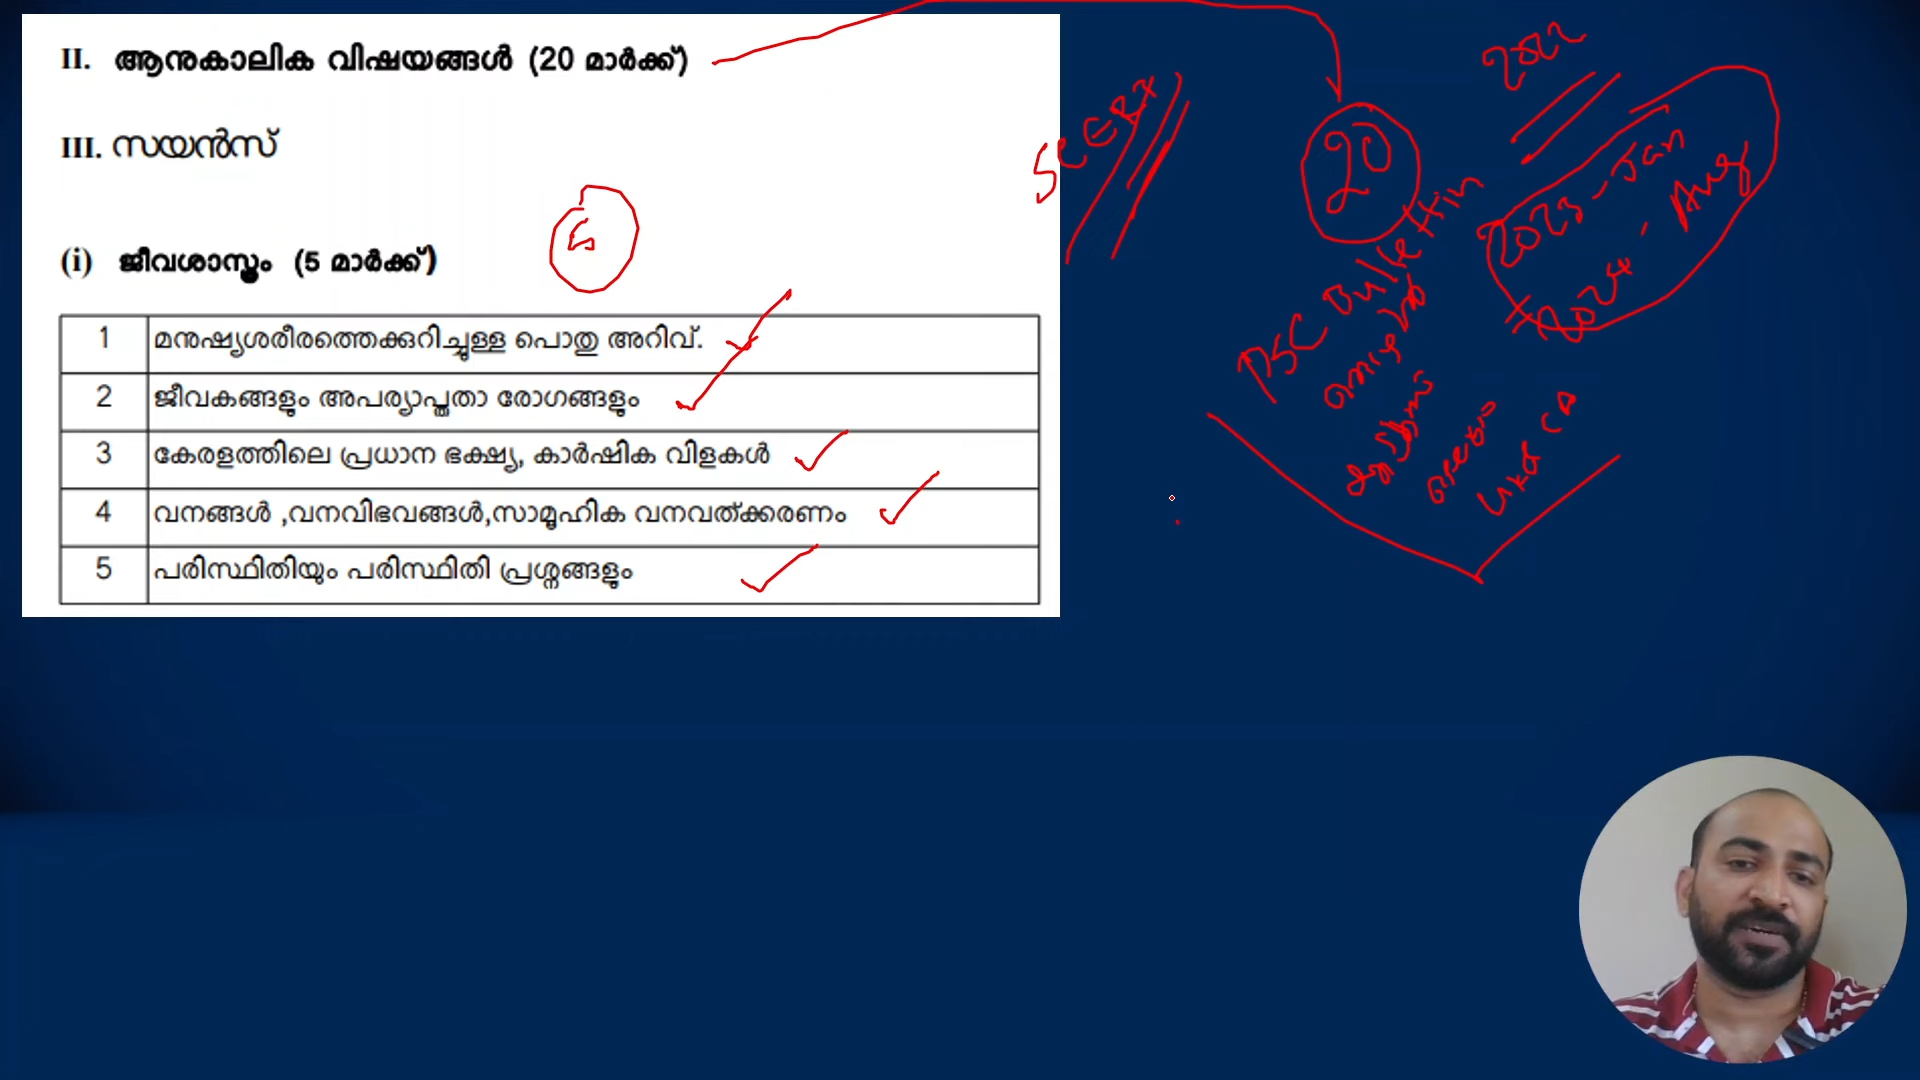 II. ആനുകാലിക വിഷയങ്ങൾ (20 മാർക്ക്)
III. സയൻസ്
(i) ജീവശാസ്ത്രം (5 മാർക്ക്)
1 മനുഷ്യശരീരത്തെക്കുറിച്ചുള്ള പൊതു അറിവ്.
2 ജീവകങ്ങളും അപര്യാപ്തതാ രോഗങ്ങളും
3 കേരളത്തിലെ പ്രധാന ഭക്ഷ്യ, കാർഷിക വിളകൾ
4 വനങ്ങൾ ,വനവിഭവങ്ങൾ,സാമൂഹിക വനവത്ക്കരണം
5 പരിസ്ഥിതിയും പരിസ്ഥിതി പ്രശ്നങ്ങളും
SCERT
20
2022
2023 - Jan
2024 - Aug
PSC Bulletin